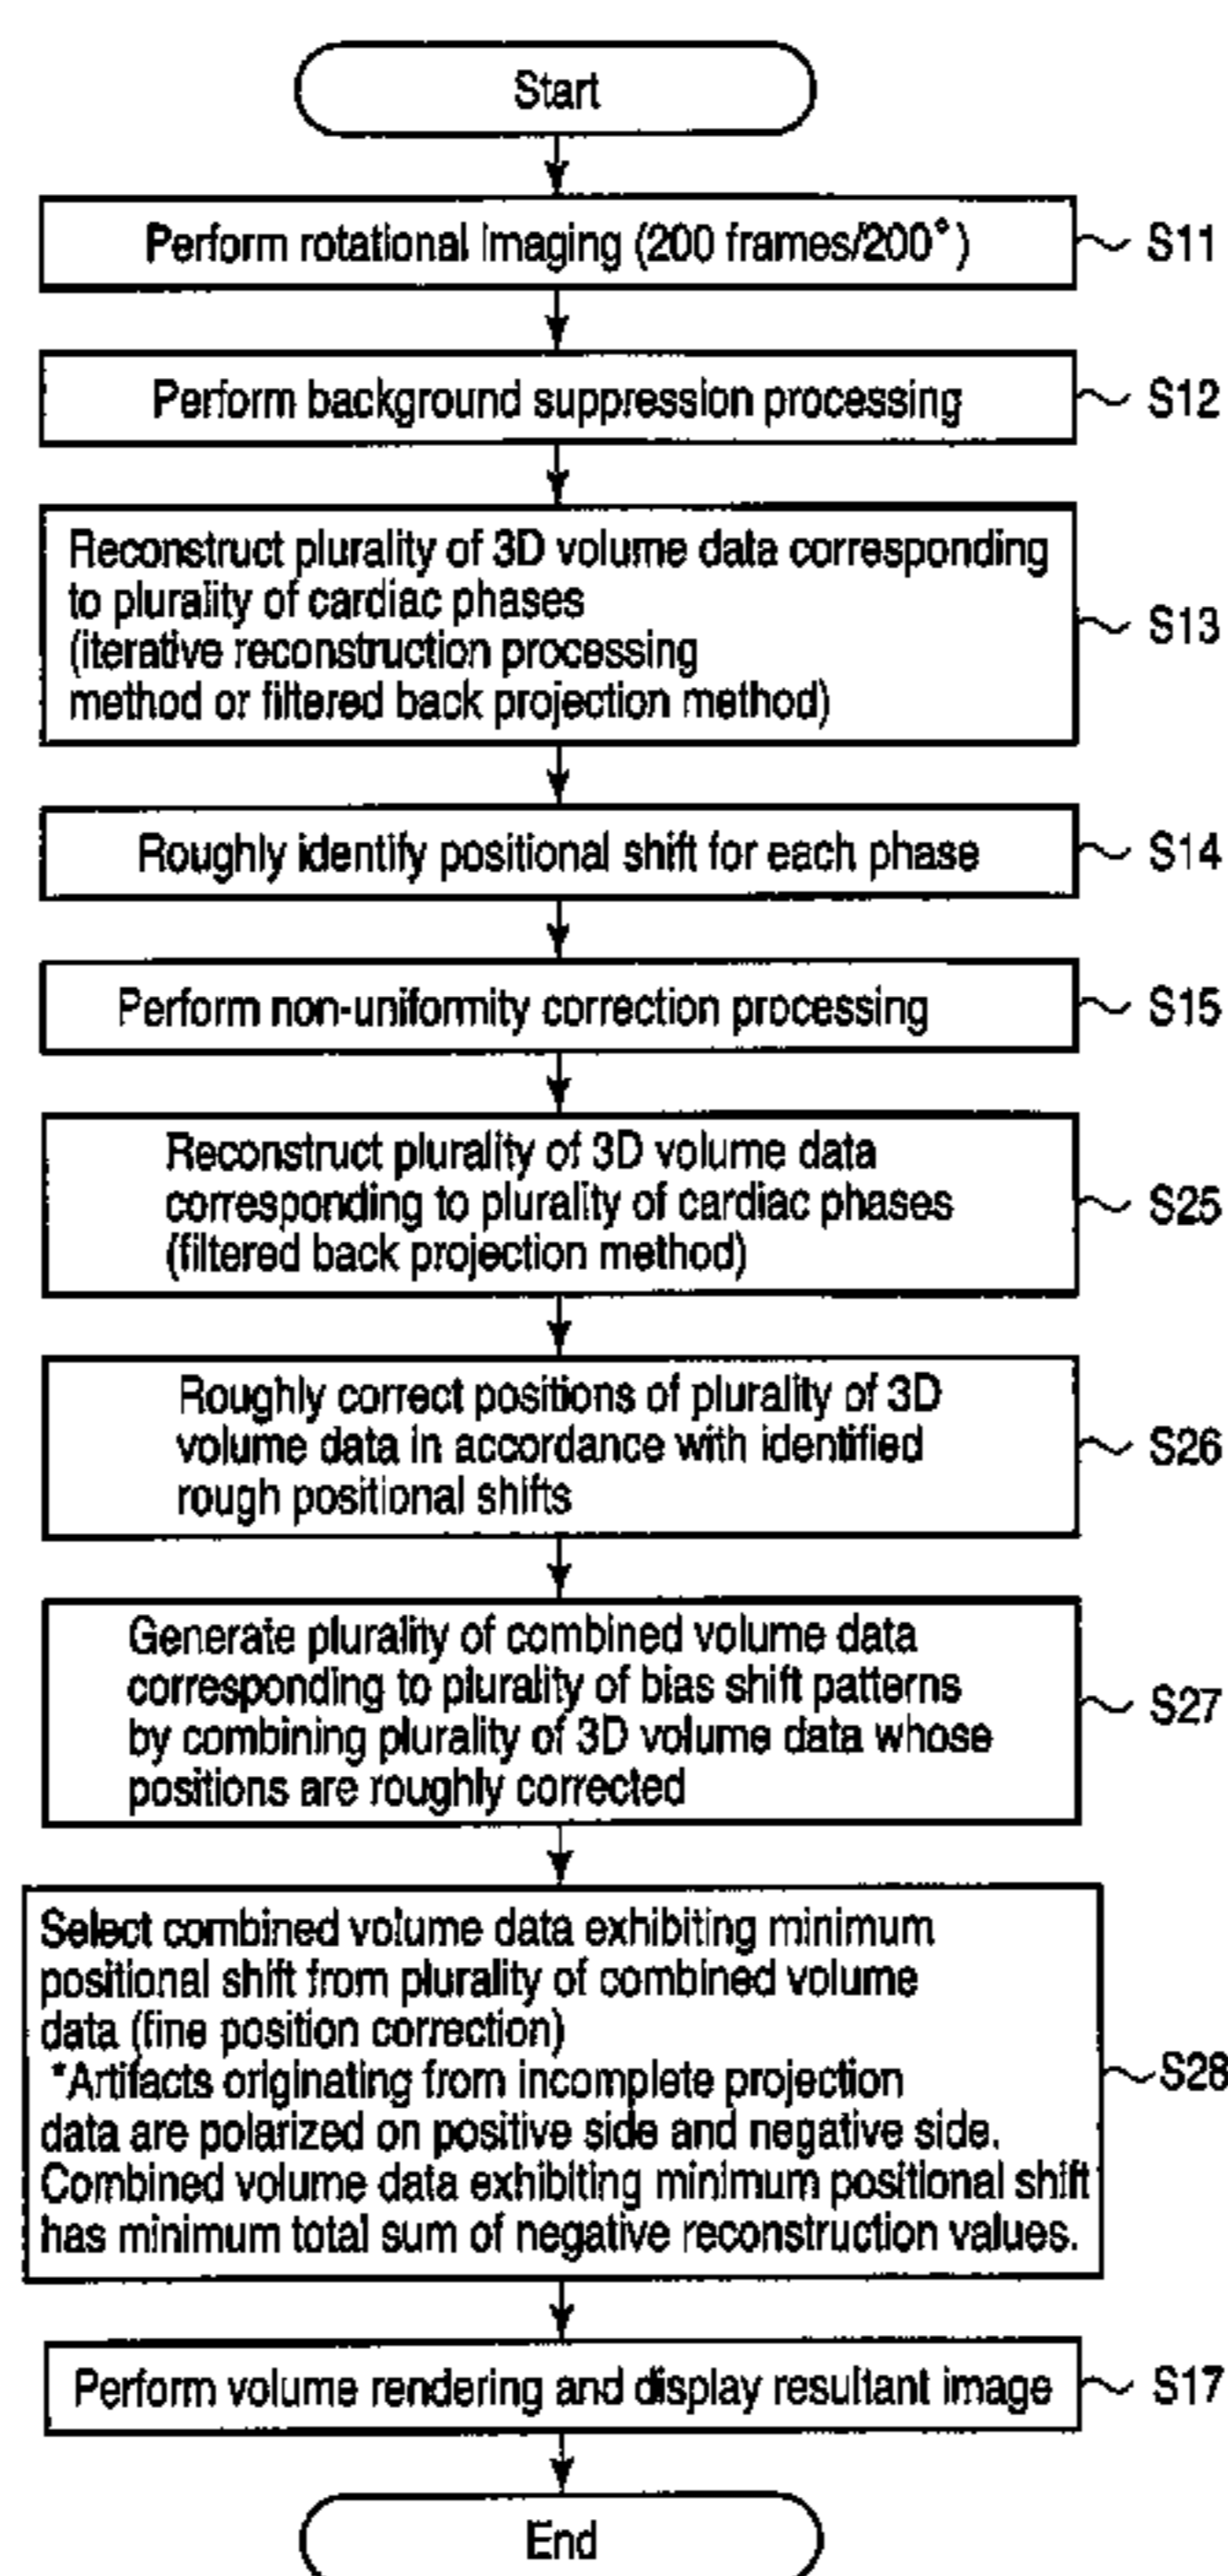 Start
Perform rotational imaging (200 frames/200°)
S11
Perform background suppression processing
S12
Reconstruct plurality of 3D volume data corresponding
to plurality of cardiac phases
(iterative reconstruction processing
method or filtered back projection method)
S13
Roughly identify positional shift for each phase
S14
Perform non-uniformity correction processing
S15
Reconstruct plurality of 3D volume data
corresponding to plurality of cardiac phases
(filtered back projection method)
S25
Roughly correct positions of plurality of 3D
volume data in accordance with identified
rough positional shifts
S26
Generate plurality of combined volume data
corresponding to plurality of bias shift patterns
by combining plurality of 3D volume data whose
positions are roughly corrected
S27
Select combined volume data exhibiting minimum
positional shift from plurality of combined volume
data (fine position correction)
*Artifacts originating from incomplete projection
data are polarized on positive side and negative side.
Combined volume data exhibiting minimum positional shift
has minimum total sum of negative reconstruction values.
S28
Perform volume rendering and display resultant image
S17
End